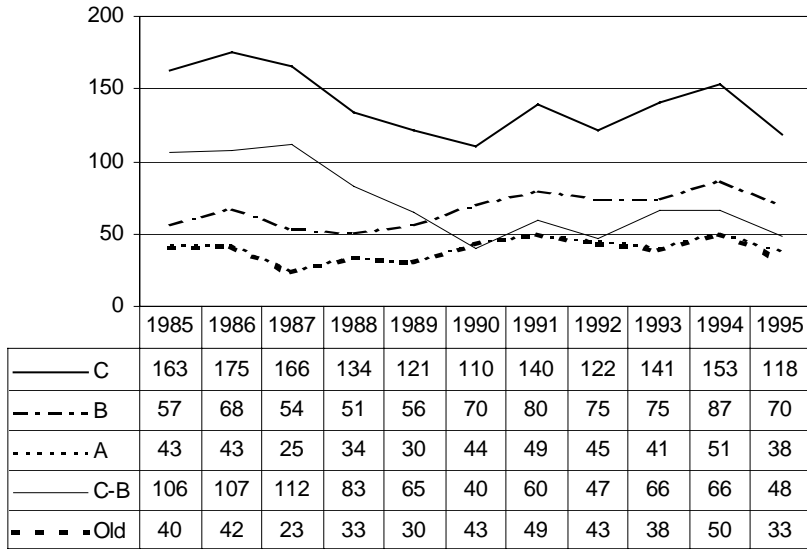 200
150
100
50
0
1985 1986 1987 1988 1989 1990 1991 1992 1993 1994 1995
C 163 175 166 134 121 110 140 122 141 153 118
B 57 68 54 51 56 70 80 75 75 87 70
A 43 43 25 34 30 44 49 45 41 51 38
C-B 106 107 112 83 65 40 60 47 66 66 48
Old 40 42 23 33 30 43 49 43 38 50 33